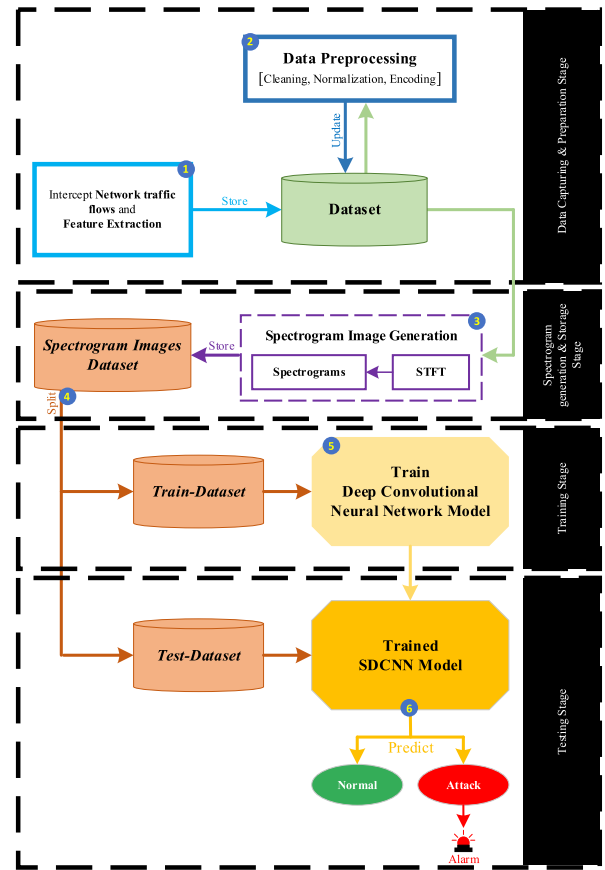 2
Data Preprocessing
[Cleaning, Normalization, Encoding]
Update
1
Intercept Network traffic
flows and
Feature Extraction
Store
Dataset
Data Capturing & Preparation Stage
3
Spectrogram Image Generation
Spectrograms
STFT
Store
Spectrogram Images
Dataset
Spectrogram
generation & Storage
Stage
4
Split
5
Train-Dataset
Train
Deep Convolutional
Neural Network Model
Training Stage
Test-Dataset
Trained
SDCNN Model
6
Predict
Normal
Attack
Alarm
Testing Stage